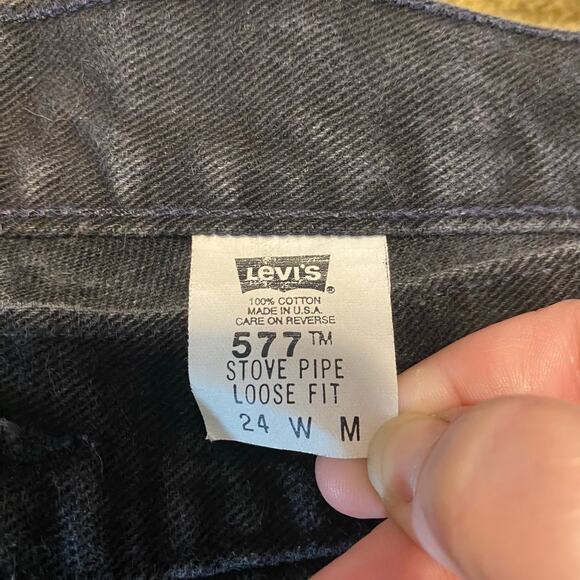 Levi's ®
100% COTTON
MADE IN U.S.A.
CARE ON REVERSE
577™
STOVE PIPE
LOOSE FIT
24 W M